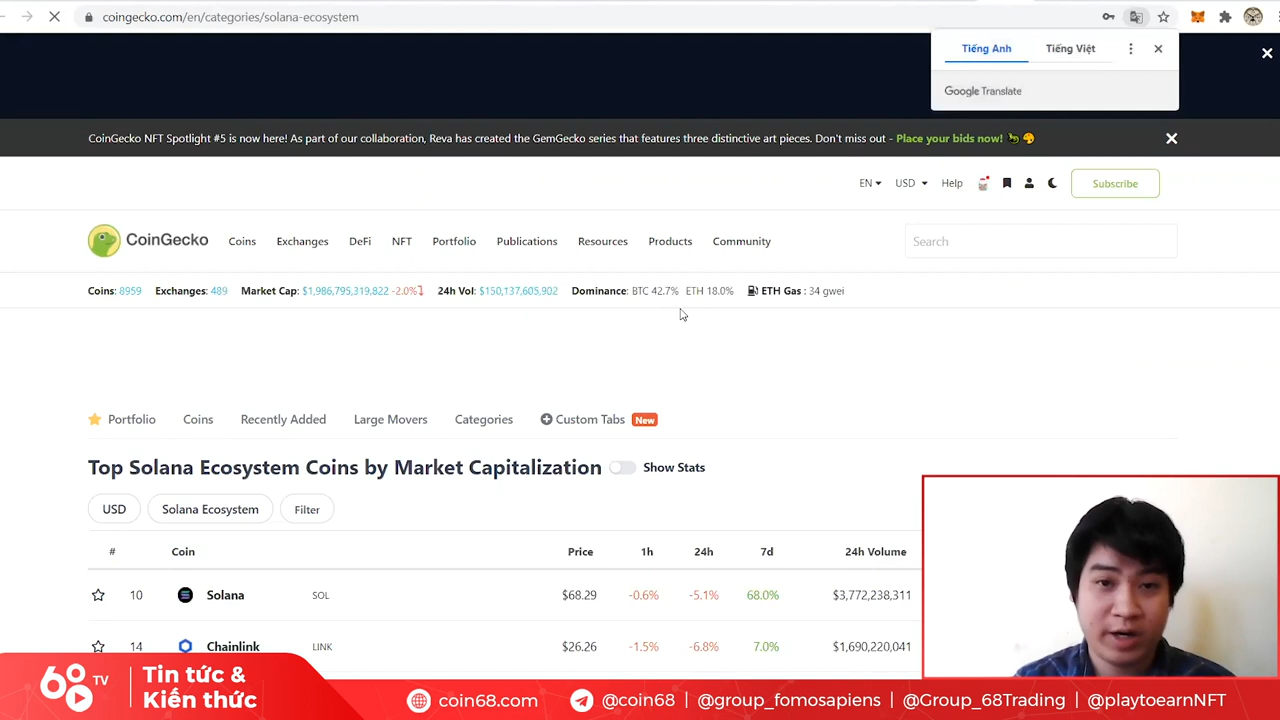 coingecko.com/en/categories/solana-ecosystem
Tiếng Anh Tiếng Việt
Google Translate
CoinGecko NFT Spotlight #5 is now here! As part of our collaboration, Reva has created the GemGecko series that features three distinctive art pieces. Don't miss out - Place your bids now!
EN USD Help Subscribe
CoinGecko Coins Exchanges DeFi NFT Portfolio Publications Resources Products Community Search
Coins: 8959 Exchanges: 489 Market Cap: $1,986,795,319,822 -2.0% 24h Vol: $150,137,605,902 Dominance: BTC 42.7% ETH 18.0% ETH Gas : 34 gwei
Portfolio Coins Recently Added Large Movers Categories Custom Tabs New
Top Solana Ecosystem Coins by Market Capitalization Show Stats
USD Solana Ecosystem Filter
# Coin Price 1h 24h 7d 24h Volume
10 Solana SOL $68.29 -0.6% -5.1% 68.0% $3,772,238,311
14 Chainlink LINK $26.26 -1.5% -6.8% 7.0% $1,690,220,041
68 TV Tin tức &
Kiến thức
coin68.com @coin68 | @group_fomosapiens | @Group_68Trading | @playtoearnNFT